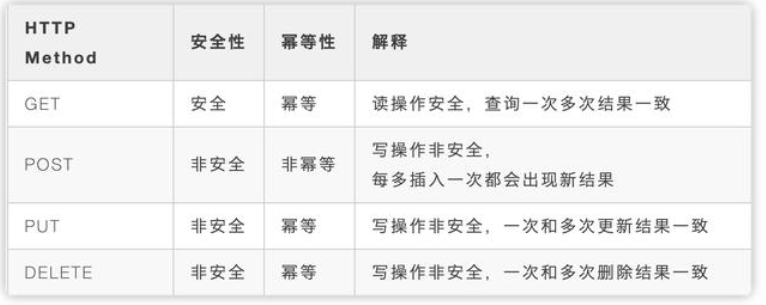 HTTP Method 安全性 幂等性 解释
GET 安全 幂等 读操作安全，查询一次多次结果一致
POST 非安全 非幂等 写操作非安全，
每多插入一次都会出现新结果
PUT 非安全 幂等 写操作非安全，一次和多次更新结果一致
DELETE 非安全 幂等 写操作非安全，一次和多次删除结果一致